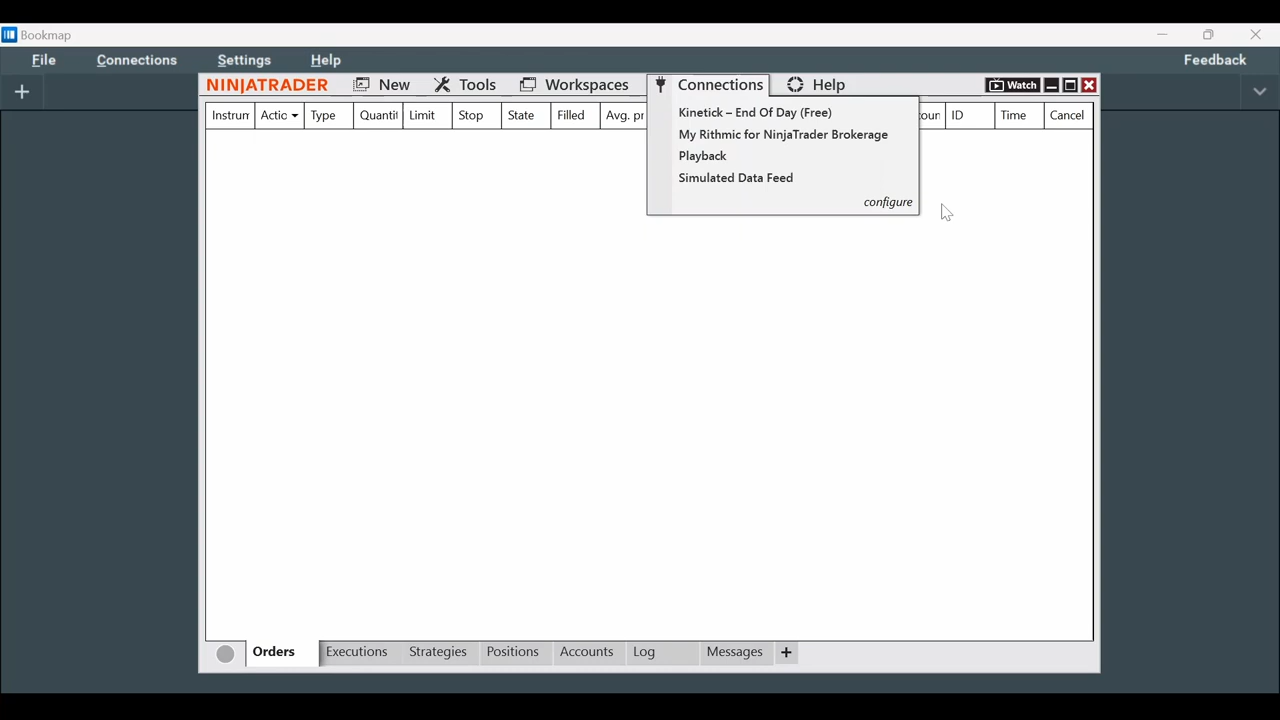 Bookmap
File Connections Settings Help Feedback
NINJATRADER New Tools Workspaces Connections Help Watch
Instrun Actic Type Quantit Limit Stop State Filled Avg. pr coun ID Time Cancel
Kinetick – End Of Day (Free)
My Rithmic for NinjaTrader Brokerage
Playback
Simulated Data Feed
configure
Orders Executions Strategies Positions Accounts Log Messages +